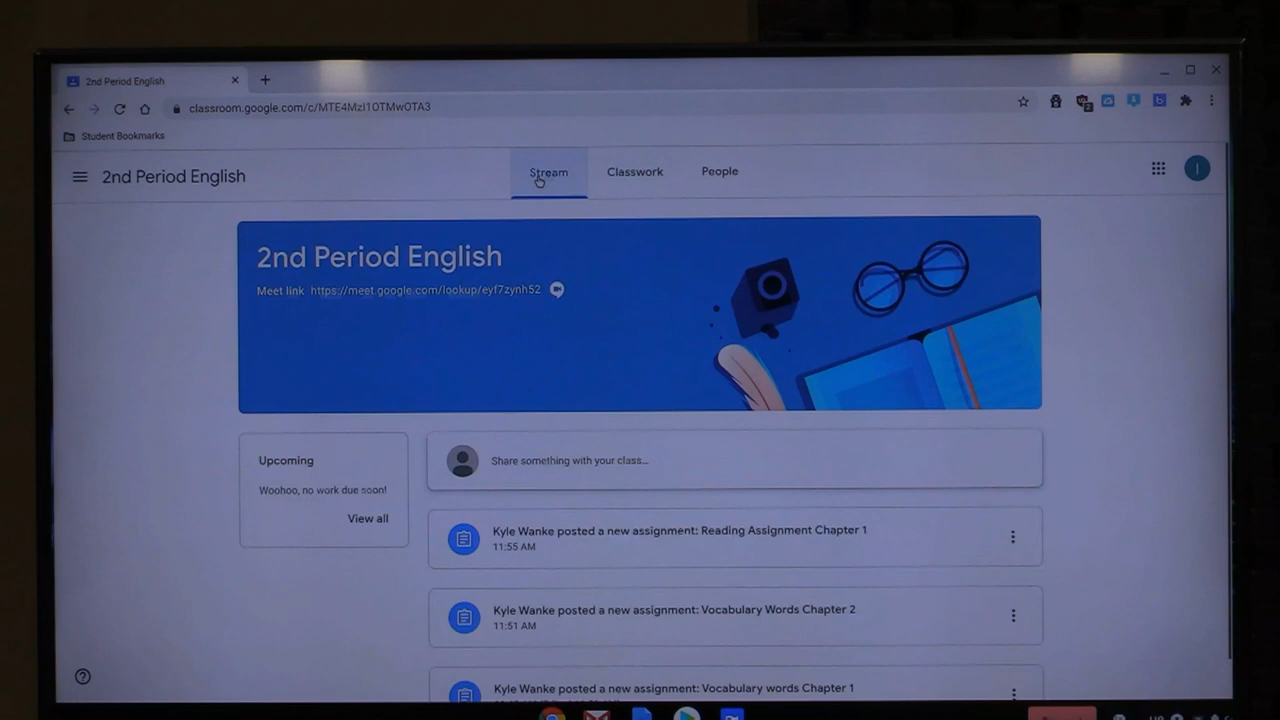 2nd Period English
classroom.google.com/c/MTE4MzI1OTMwOTA3
Student Bookmarks
2nd Period English
Stream
Classwork
People
2nd Period English
Meet link https://meet.google.com/lookup/eyf7zynh52
Upcoming
Woohoo, no work due soon!
View all
Share something with your class...
Kyle Wanke posted a new assignment: Reading Assignment Chapter 1
11:55 AM
Kyle Wanke posted a new assignment: Vocabulary Words Chapter 2
11:51 AM
Kyle Wanke posted a new assignment: Vocabulary words Chapter 1